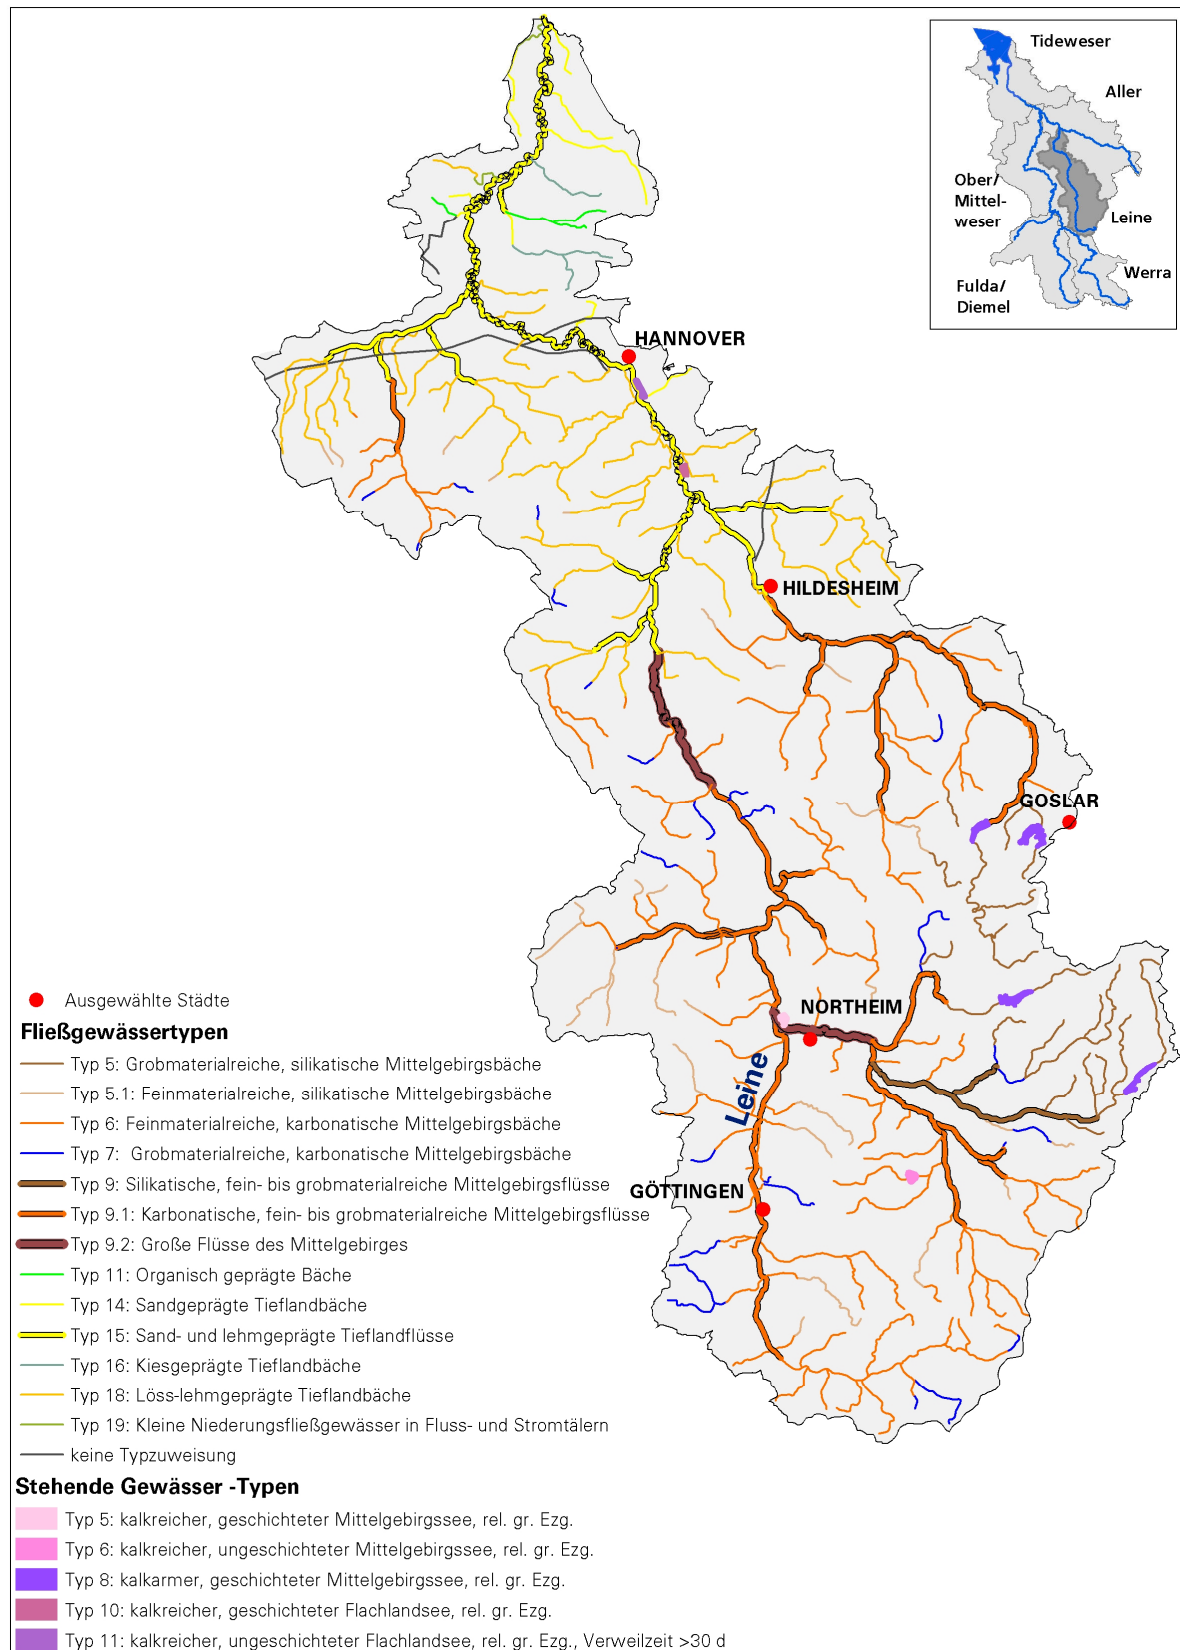 Tideweser
Aller
Ober/
Mittel-
weser
Leine
Werra
Fulda/
Diemel
HANNOVER
HILDESHEIM
GOSLAR
NORTHEIM
Leine
GÖTTINGEN
Ausgewählte Städte
Fließgewässertypen
Typ 5: Grobmaterialreiche, silikatische Mittelgebirgsbäche
Typ 5.1: Feinmaterialreiche, silikatische Mittelgebirgsbäche
Typ 6: Feinmaterialreiche, karbonatische Mittelgebirgsbäche
Typ 7: Grobmaterialreiche, karbonatische Mittelgebirgsbäche
Typ 9: Silikatische, fein- bis grobmaterialreiche Mittelgebirgsflüsse
Typ 9.1: Karbonatische, fein- bis grobmaterialreiche Mittelgebirgsflüsse
Typ 9.2: Große Flüsse des Mittelgebirges
Typ 11: Organisch geprägte Bäche
Typ 14: Sandgeprägte Tieflandbäche
Typ 15: Sand- und lehmgeprägte Tieflandflüsse
Typ 16: Kiesgeprägte Tieflandbäche
Typ 18: Löss-lehmgeprägte Tieflandbäche
Typ 19: Kleine Niederungsfließgewässer in Fluss- und Stromtälern
keine Typzuweisung
Stehende Gewässer -Typen
Typ 5: kalkreicher, geschichteter Mittelgebirgssee, rel. gr. Ezg.
Typ 6: kalkreicher, ungeschichteter Mittelgebirgssee, rel. gr. Ezg.
Typ 8: kalkarmer, geschichteter Mittelgebirgssee, rel. gr. Ezg.
Typ 10: kalkreicher, geschichteter Flachlandsee, rel. gr. Ezg.
Typ 11: kalkreicher, ungeschichteter Flachlandsee, rel. gr. Ezg., Verweilzeit >30 d